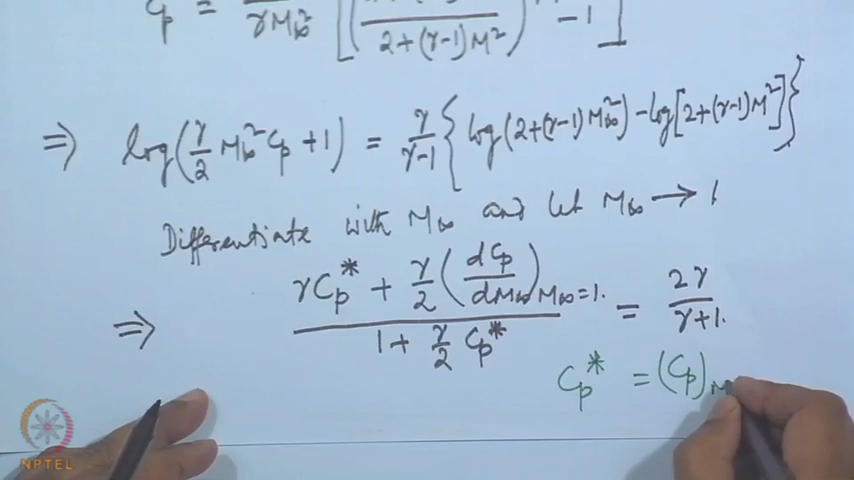 Cp = γM∞² [ ( 2+(γ-1)M² ) -1 ]
⇒ log(γ/2 M∞² Cp + 1) = γ/(γ-1) { log(2+(γ-1)M∞²) - log[2+(γ-1)M²] }
Differentiate with M∞ and let M∞ → 1
⇒ (γCp* + γ/2 (dCp/dM∞)M∞=1.) / (1 + γ/2 Cp*) = 2γ/(γ+1).
Cp* = (Cp)M
NPTEL